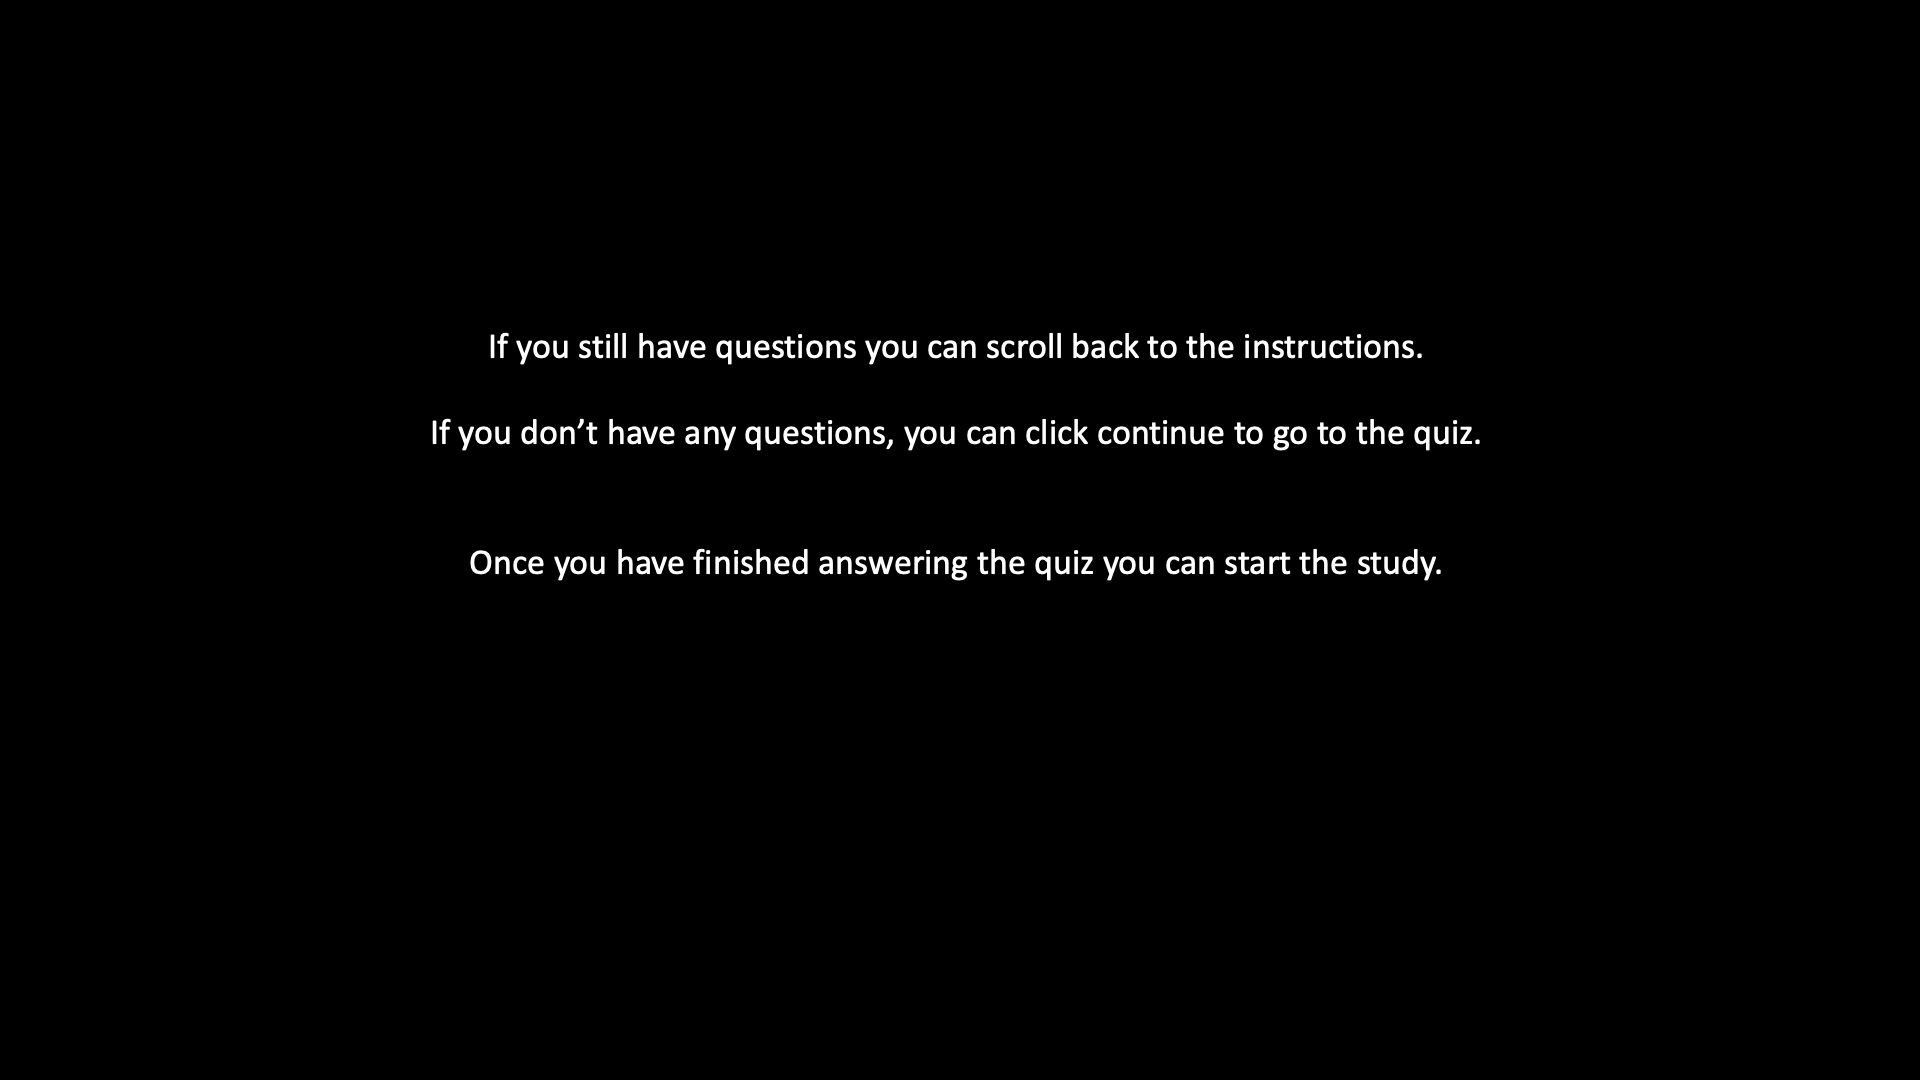 If you still have questions you can scroll back to the instructions.
If you don’t have any questions, you can click continue to go to the quiz.
Once you have finished answering the quiz you can start the study.